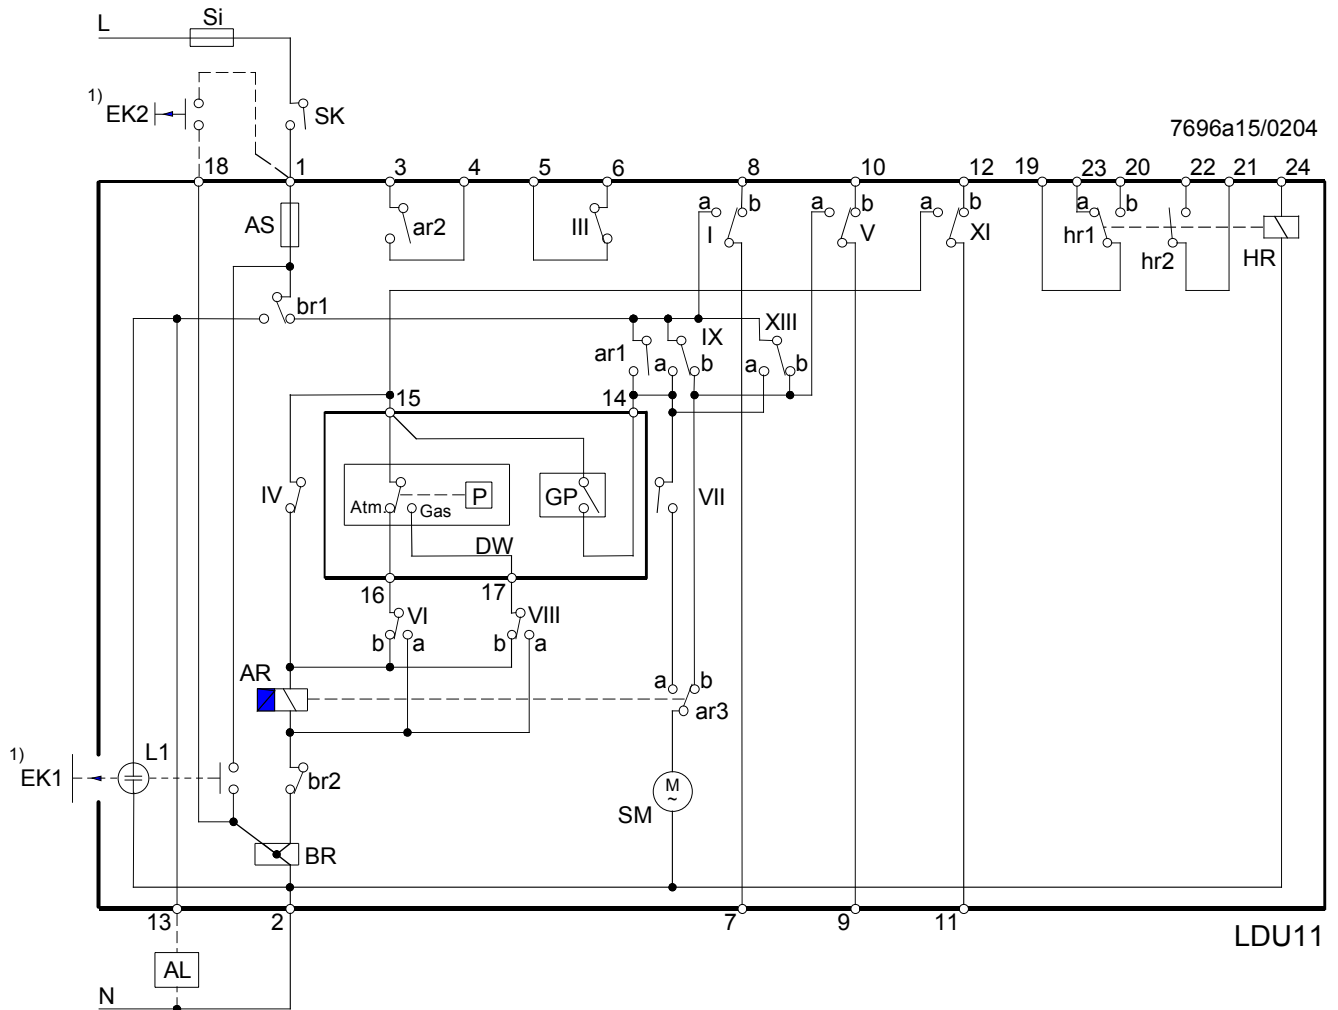 L Si
1) EK2 SK
7696a15/0204
18 1 3 4 5 6 8 10 12 19 23 20 22 21 24
AS ar2 III a b a b a b a b
I V XI hr1 hr2 HR
br1
XIII
ar1 IX
a b a b
15 14
IV P GP VII
Atm. Gas
DW
16 17
VI VIII
b a b a
AR
a b
ar3
1) L1
EK1 br2
M
~
SM
BR
13 2 7 9 11
LDU11
AL
N